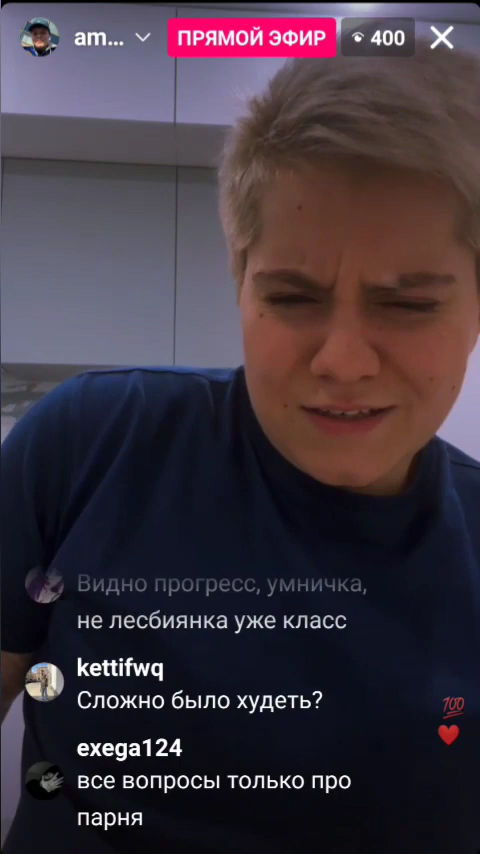 am...
ПРЯМОЙ ЭФИР
400
Видно прогресс, умничка,
не лесбиянка уже класс
kettifwq
Сложно было худеть?
100
exega124
все вопросы только про
парня